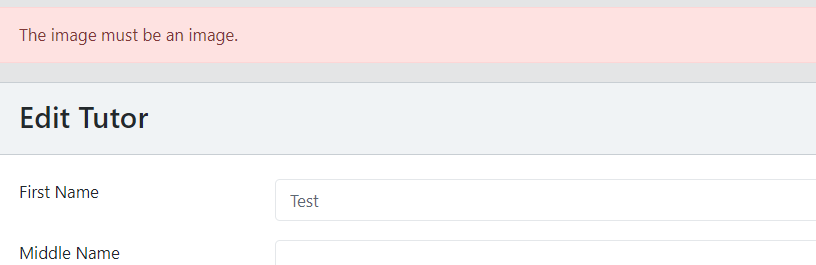 The image must be an image.
Edit Tutor
First Name
Test
Middle Name